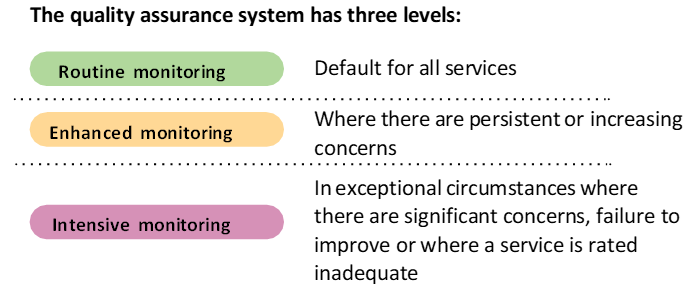 The quality assurance system has three levels:
Routine monitoring
Default for all services
Enhanced monitoring
Where there are persistent or increasing
concerns
Intensive monitoring
In exceptional circumstances where
there are significant concerns, failure to
improve or where a service is rated
inadequate